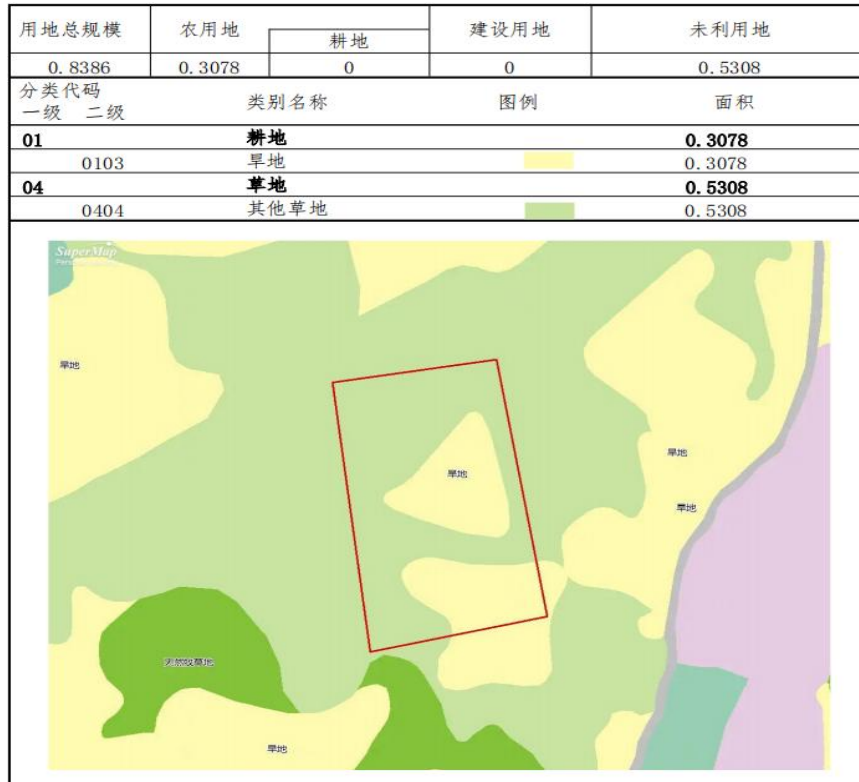 用地总规模 农用地 耕地 建设用地 未利用地
0.8386 0.3078 0 0 0.5308
分类代码
一级 二级 类别名称 图例 面积
01 耕地 0.3078
0103 旱地 0.3078
04 草地 0.5308
0404 其他草地 0.5308
SuperMap
旱地
旱地
旱地
旱地
天然牧草地
旱地